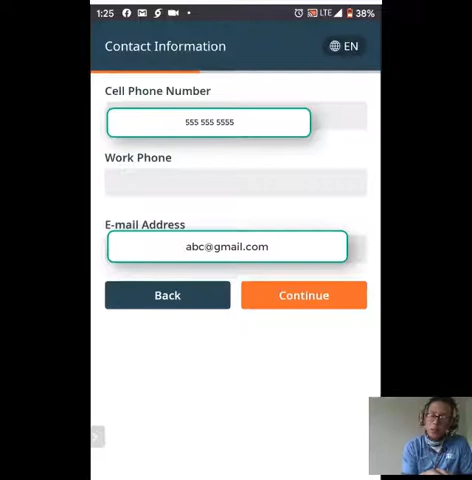 1:25
LTE
38%
Contact Information
EN
Cell Phone Number
555 555 5555
Work Phone
E-mail Address
abc@gmail.com
Back
Continue